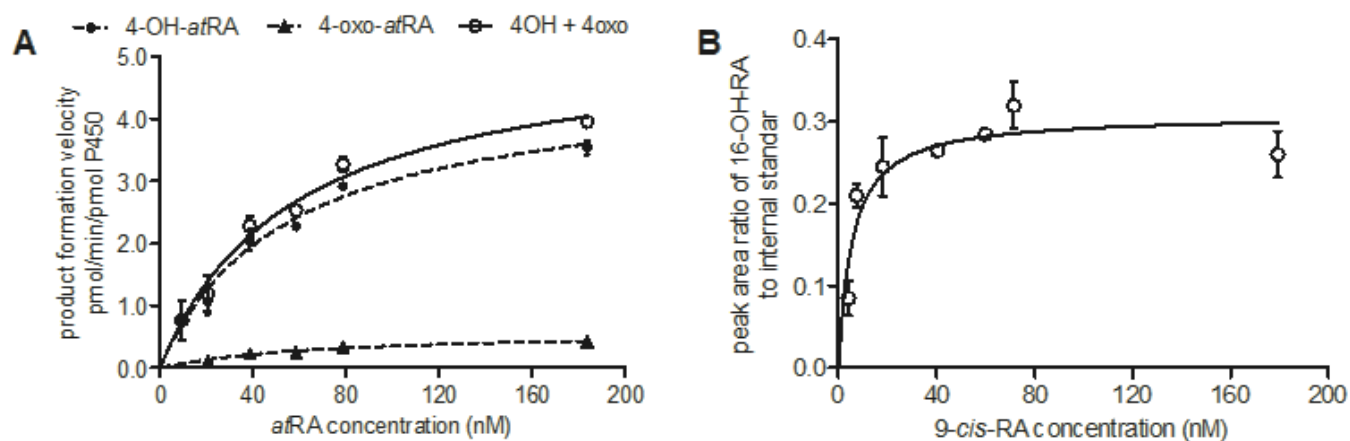 A
4-OH-atRA 4-oxo-atRA 4OH + 4oxo
product formation velocity
pmol/min/pmol P450
5.0
4.0
3.0
2.0
1.0
0.0
0 40 80 120 160 200
atRA concentration (nM)
B
peak area ratio of 16-OH-RA
to internal standar
0.4
0.3
0.2
0.1
0.0
0 40 80 120 160 200
9-cis-RA concentration (nM)